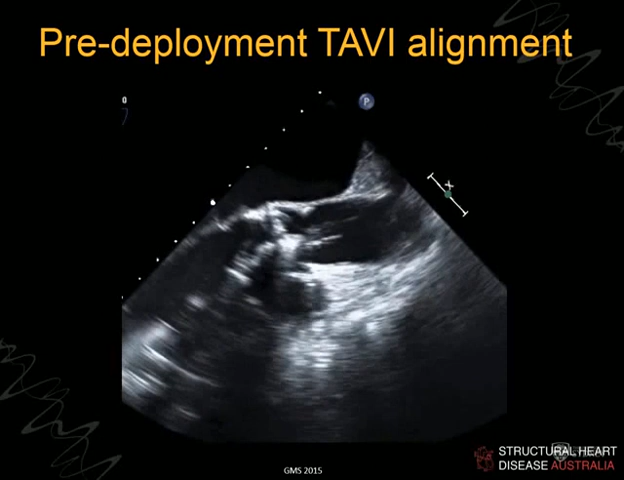 Pre-deployment TAVI alignment
0
P
X
GMS 2015
STRUCTURAL HEART
DISEASE AUSTRALIA